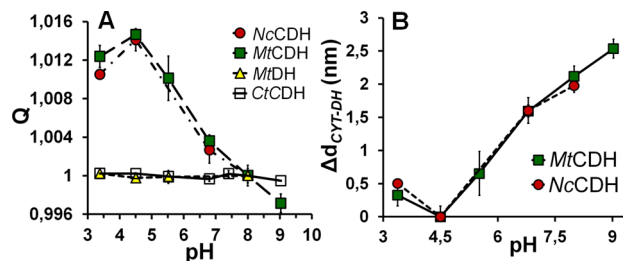 A
1,016
1,012
1,008
1,004
1
0,996
Q
3 4 5 6 7 8 9 10
pH
NcCDH
MtCDH
MtDH
CtCDH
B
3
2,5
2
1,5
1
0,5
0
Δd CYT-DH (nm)
3 4,5 6 7,5 9
pH
MtCDH
NcCDH